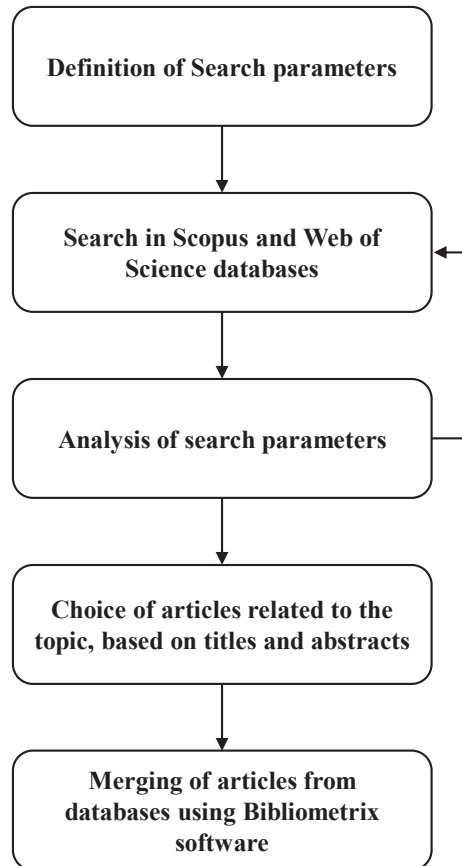 Definition of Search parameters
Search in Scopus and Web of
Science databases
Analysis of search parameters
Choice of articles related to the
topic, based on titles and abstracts
Merging of articles from
databases using Bibliometrix
software